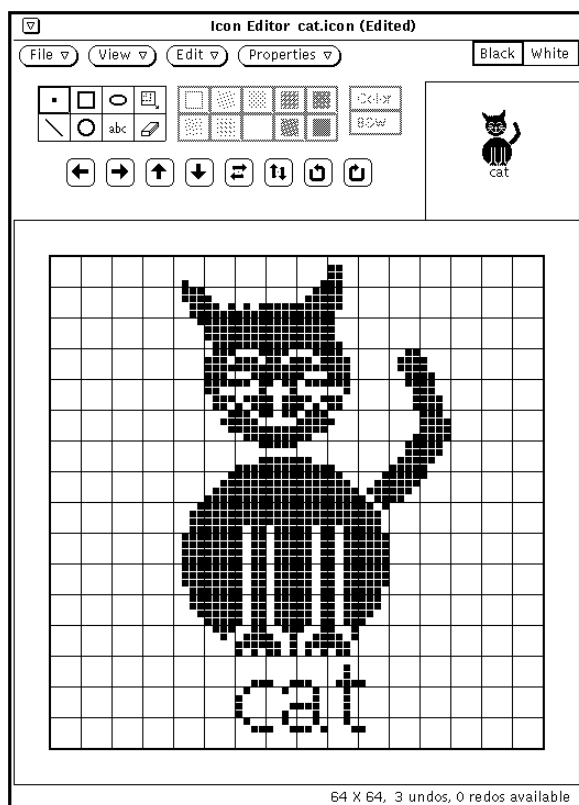 Icon Editor cat.icon (Edited)
File View Edit Properties Black White
Color
abc B&W
cat
cat
64 X 64, 3 undos, 0 redos available